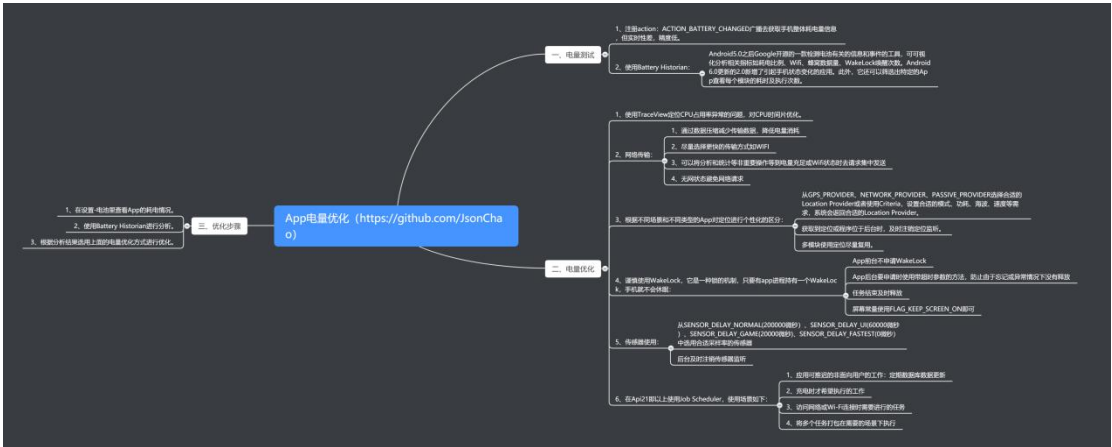 App电量优化（https://github.com/JsonCha
o）
一、电量测试
1、注册action：ACTION_BATTERY_CHANGED广播去获取手机整体耗电量信息
，但实时性差，精度低。
2、使用Battery Historian：
Android5.0之后Google开源的一款检测电池有关的信息和事件的工具，可可视
化分析相关指标如耗电比例、Wifi、蜂窝数据量、WakeLock唤醒次数。Android
6.0更新的2.0新增了引起手机状态变化的应用。此外，它还可以筛选出特定的Ap
p查看每个模块的耗时及执行次数。
二、电量优化
1、使用TraceView定位CPU占用率异常的问题，对CPU时间片优化。
2、网络传输：
1、通过数据压缩减少传输数据，降低电量消耗
2、尽量选择更快的传输方式如WIFI
3、可以将分析和统计等非重要操作等到电量充足或Wifi状态时去请求集中发送
4、无网状态避免网络请求
3、根据不同场景和不同类型的App对定位进行个性化的区分：
从GPS_PROVIDER、NETWORK_PROVIDER、PASSIVE_PROVIDER选择合适的
Location Provider或者使用Criteria，设置合适的模式、功耗、海拔、速度等需
求，系统会返回合适的Location Provider。
获取到定位或程序位于后台时，及时注销定位监听。
多模块使用定位尽量复用。
4、谨慎使用WakeLock，它是一种锁的机制，只要有app进程持有一个WakeLoc
k，手机就不会休眠：
App前台不申请WakeLock
App后台要申请时使用带超时参数的方法，防止由于忘记或异常情况下没有释放
任务结束及时释放
屏幕常量使用FLAG_KEEP_SCREEN_ON即可
5、传感器使用：
从SENSOR_DELAY_NORMAL(200000微秒）、SENSOR_DELAY_UI(60000微秒
）、SENSOR_DELAY_GAME(20000微秒)、SENSOR_DELAY_FASTEST(0微秒）
中选用合适采样率的传感器
后台及时注销传感器监听
6、在Api21即以上使用Job Scheduler，使用场景如下：
1、应用可推迟的非面向用户的工作：定期数据库数据更新
2、充电时才希望执行的工作
3、访问网络或Wi-Fi连接时需要进行的任务
4、将多个任务打包在需要的场景下执行
三、优化步骤
1、在设置-电池里查看App的耗电情况。
2、使用Battery Historian进行分析。
3、根据分析结果选用上面的电量优化方式进行优化。